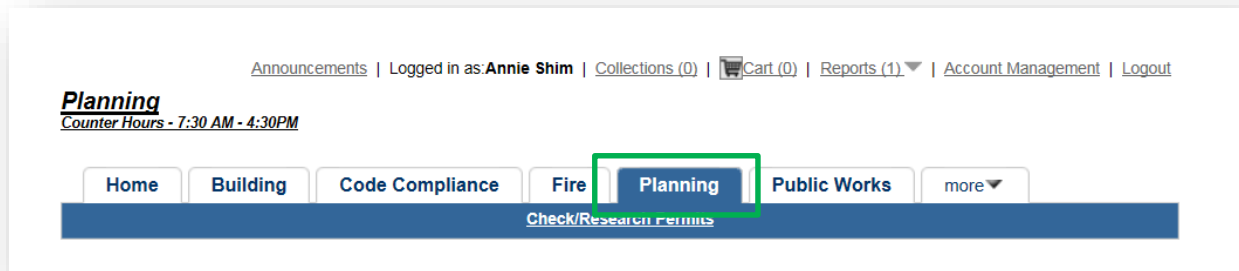 Announcements | Logged in as:Annie Shim | Collections (0) | Cart (0) | Reports (1) | Account Management | Logout
Planning
Counter Hours - 7:30 AM - 4:30PM
Home Building Code Compliance Fire Planning Public Works more
Check/Research Permits